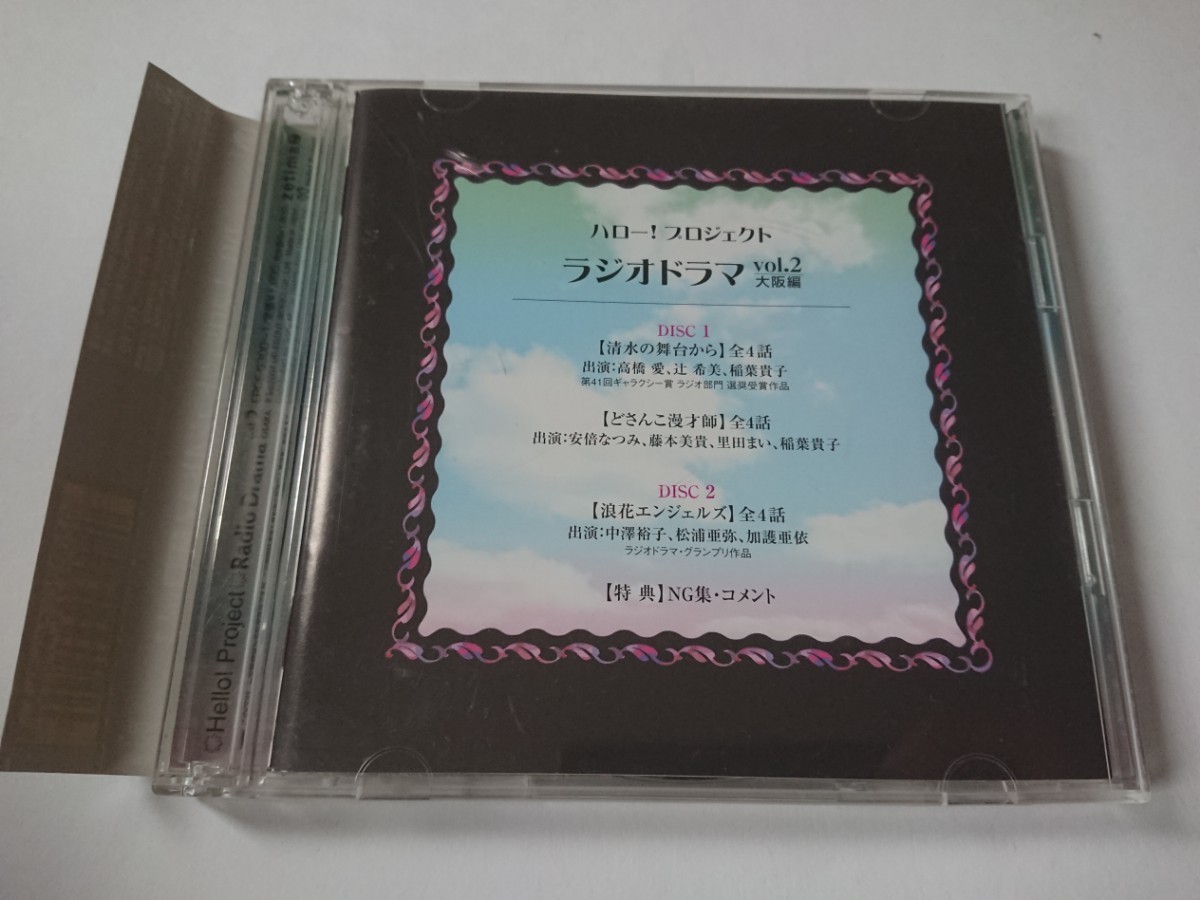 ハロー! プロジェクト
ラジオドラマ vol.2 大阪編
DISC 1
【清水の舞台から】全4話
出演:高橋 愛、辻 希美、稲葉貴子
第41回ギャラクシー賞 ラジオ部門 選奨受賞作品
【どさんこ漫才師】全4話
出演:安倍なつみ、藤本美貴、里田まい、稲葉貴子
DISC 2
【浪花エンジェルズ】全4話
出演:中澤裕子、松浦亜弥、加護亜依
ラジオドラマ・グランプリ作品
【特 典】NG集・コメント
Hello! Project Radio Drama
zetima